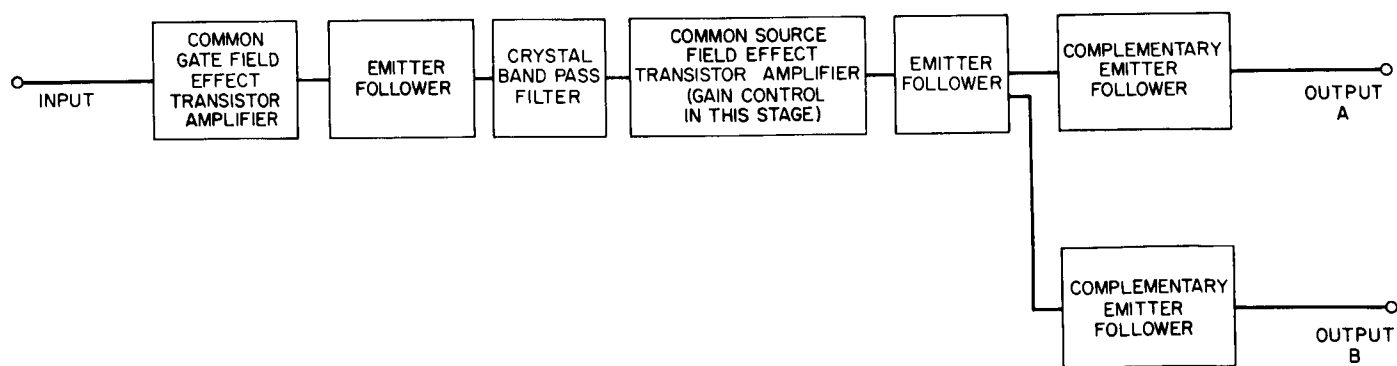 INPUT
COMMON
GATE FIELD
EFFECT
TRANSISTOR
AMPLIFIER
EMITTER
FOLLOWER
CRYSTAL
BAND PASS
FILTER
COMMON SOURCE
FIELD EFFECT
TRANSISTOR AMPLIFIER
(GAIN CONTROL
IN THIS STAGE)
EMITTER
FOLLOWER
COMPLEMENTARY
EMITTER
FOLLOWER
OUTPUT
A
COMPLEMENTARY
EMITTER
FOLLOWER
OUTPUT
B